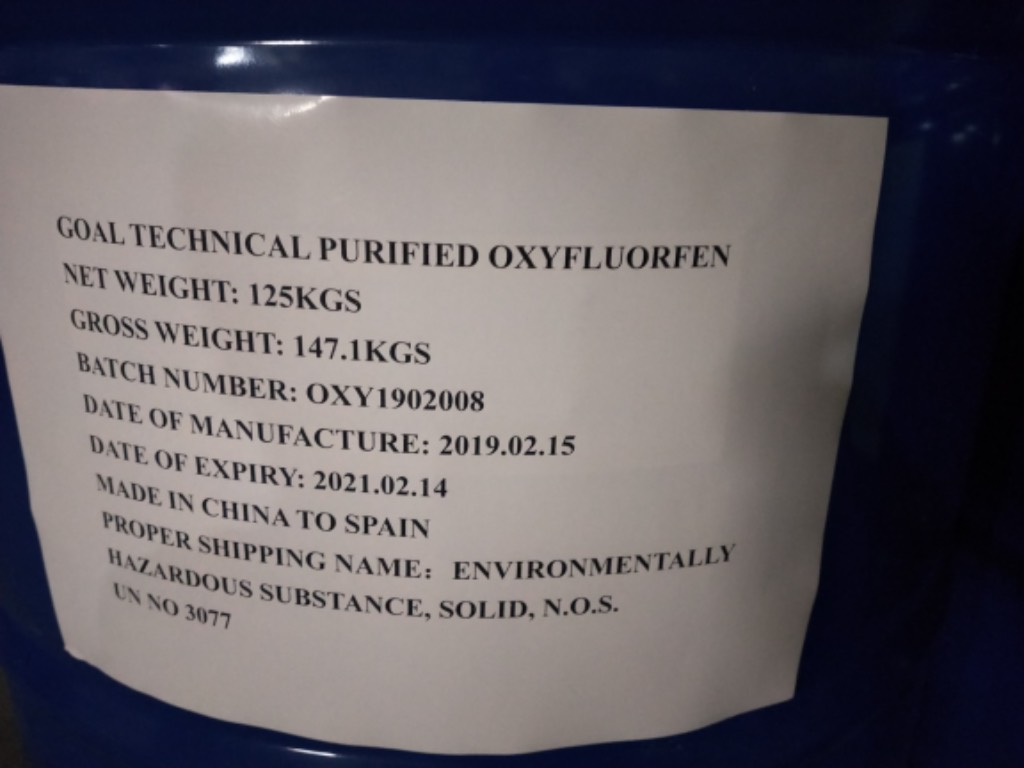 GOAL TECHNICAL PURIFIED OXYFLUORFEN
NET WEIGHT: 125KGS
GROSS WEIGHT: 147.1KGS
BATCH NUMBER: OXY1902008
DATE OF MANUFACTURE: 2019.02.15
DATE OF EXPIRY: 2021.02.14
MADE IN CHINA TO SPAIN
PROPER SHIPPING NAME: ENVIRONMENTALLY
HAZARDOUS SUBSTANCE, SOLID, N.O.S.
UN NO 3077